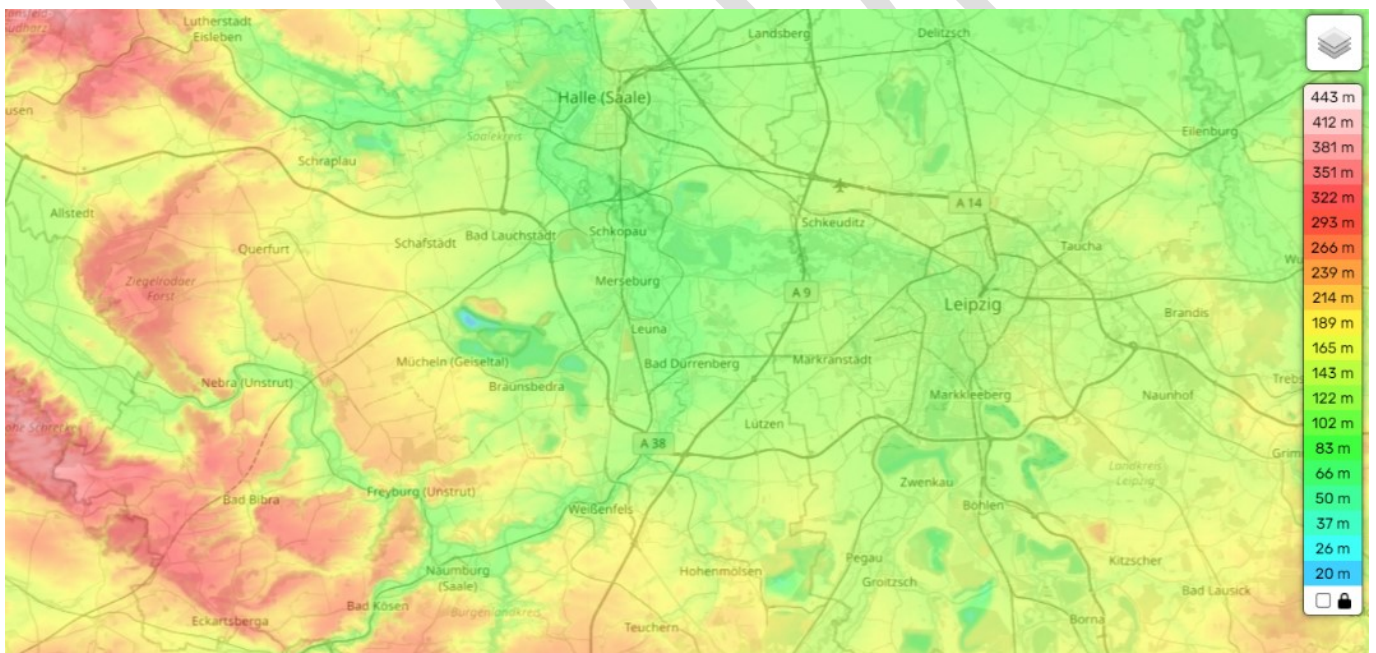 Lutherstadt
Eisleben
Landsberg
Delitzsch
Halle (Saale)
Saalekreis
Eilenburg
Schraplau
A 14
Allstedt
Schkeuditz
Schkopau
Bad Lauchstädt
Schafstädt
Querfurt
Taucha
Ziegelrodaer
Forst
Merseburg
A 9
Leipzig
Brandis
Leuna
Mücheln (Geiseltal)
Bad Dürrenberg
Markranstädt
Braunsbedra
Nebra (Unstrut)
Markkleeberg
Naunhof
Lützen
A 38
Landkreis
Leipzig
Zwenkau
Freyburg (Unstrut)
Bad Bibra
Weißenfels
Böhlen
Pegau
Kitzscher
Naumburg
(Saale)
Hohenmölsen
Groitzsch
Bad Lausick
Bad Kösen
Burgenlandkreis
Eckartsberga
Teuchern
Borna
443 m
412 m
381 m
351 m
322 m
293 m
266 m
239 m
214 m
189 m
165 m
143 m
122 m
102 m
83 m
66 m
50 m
37 m
26 m
20 m